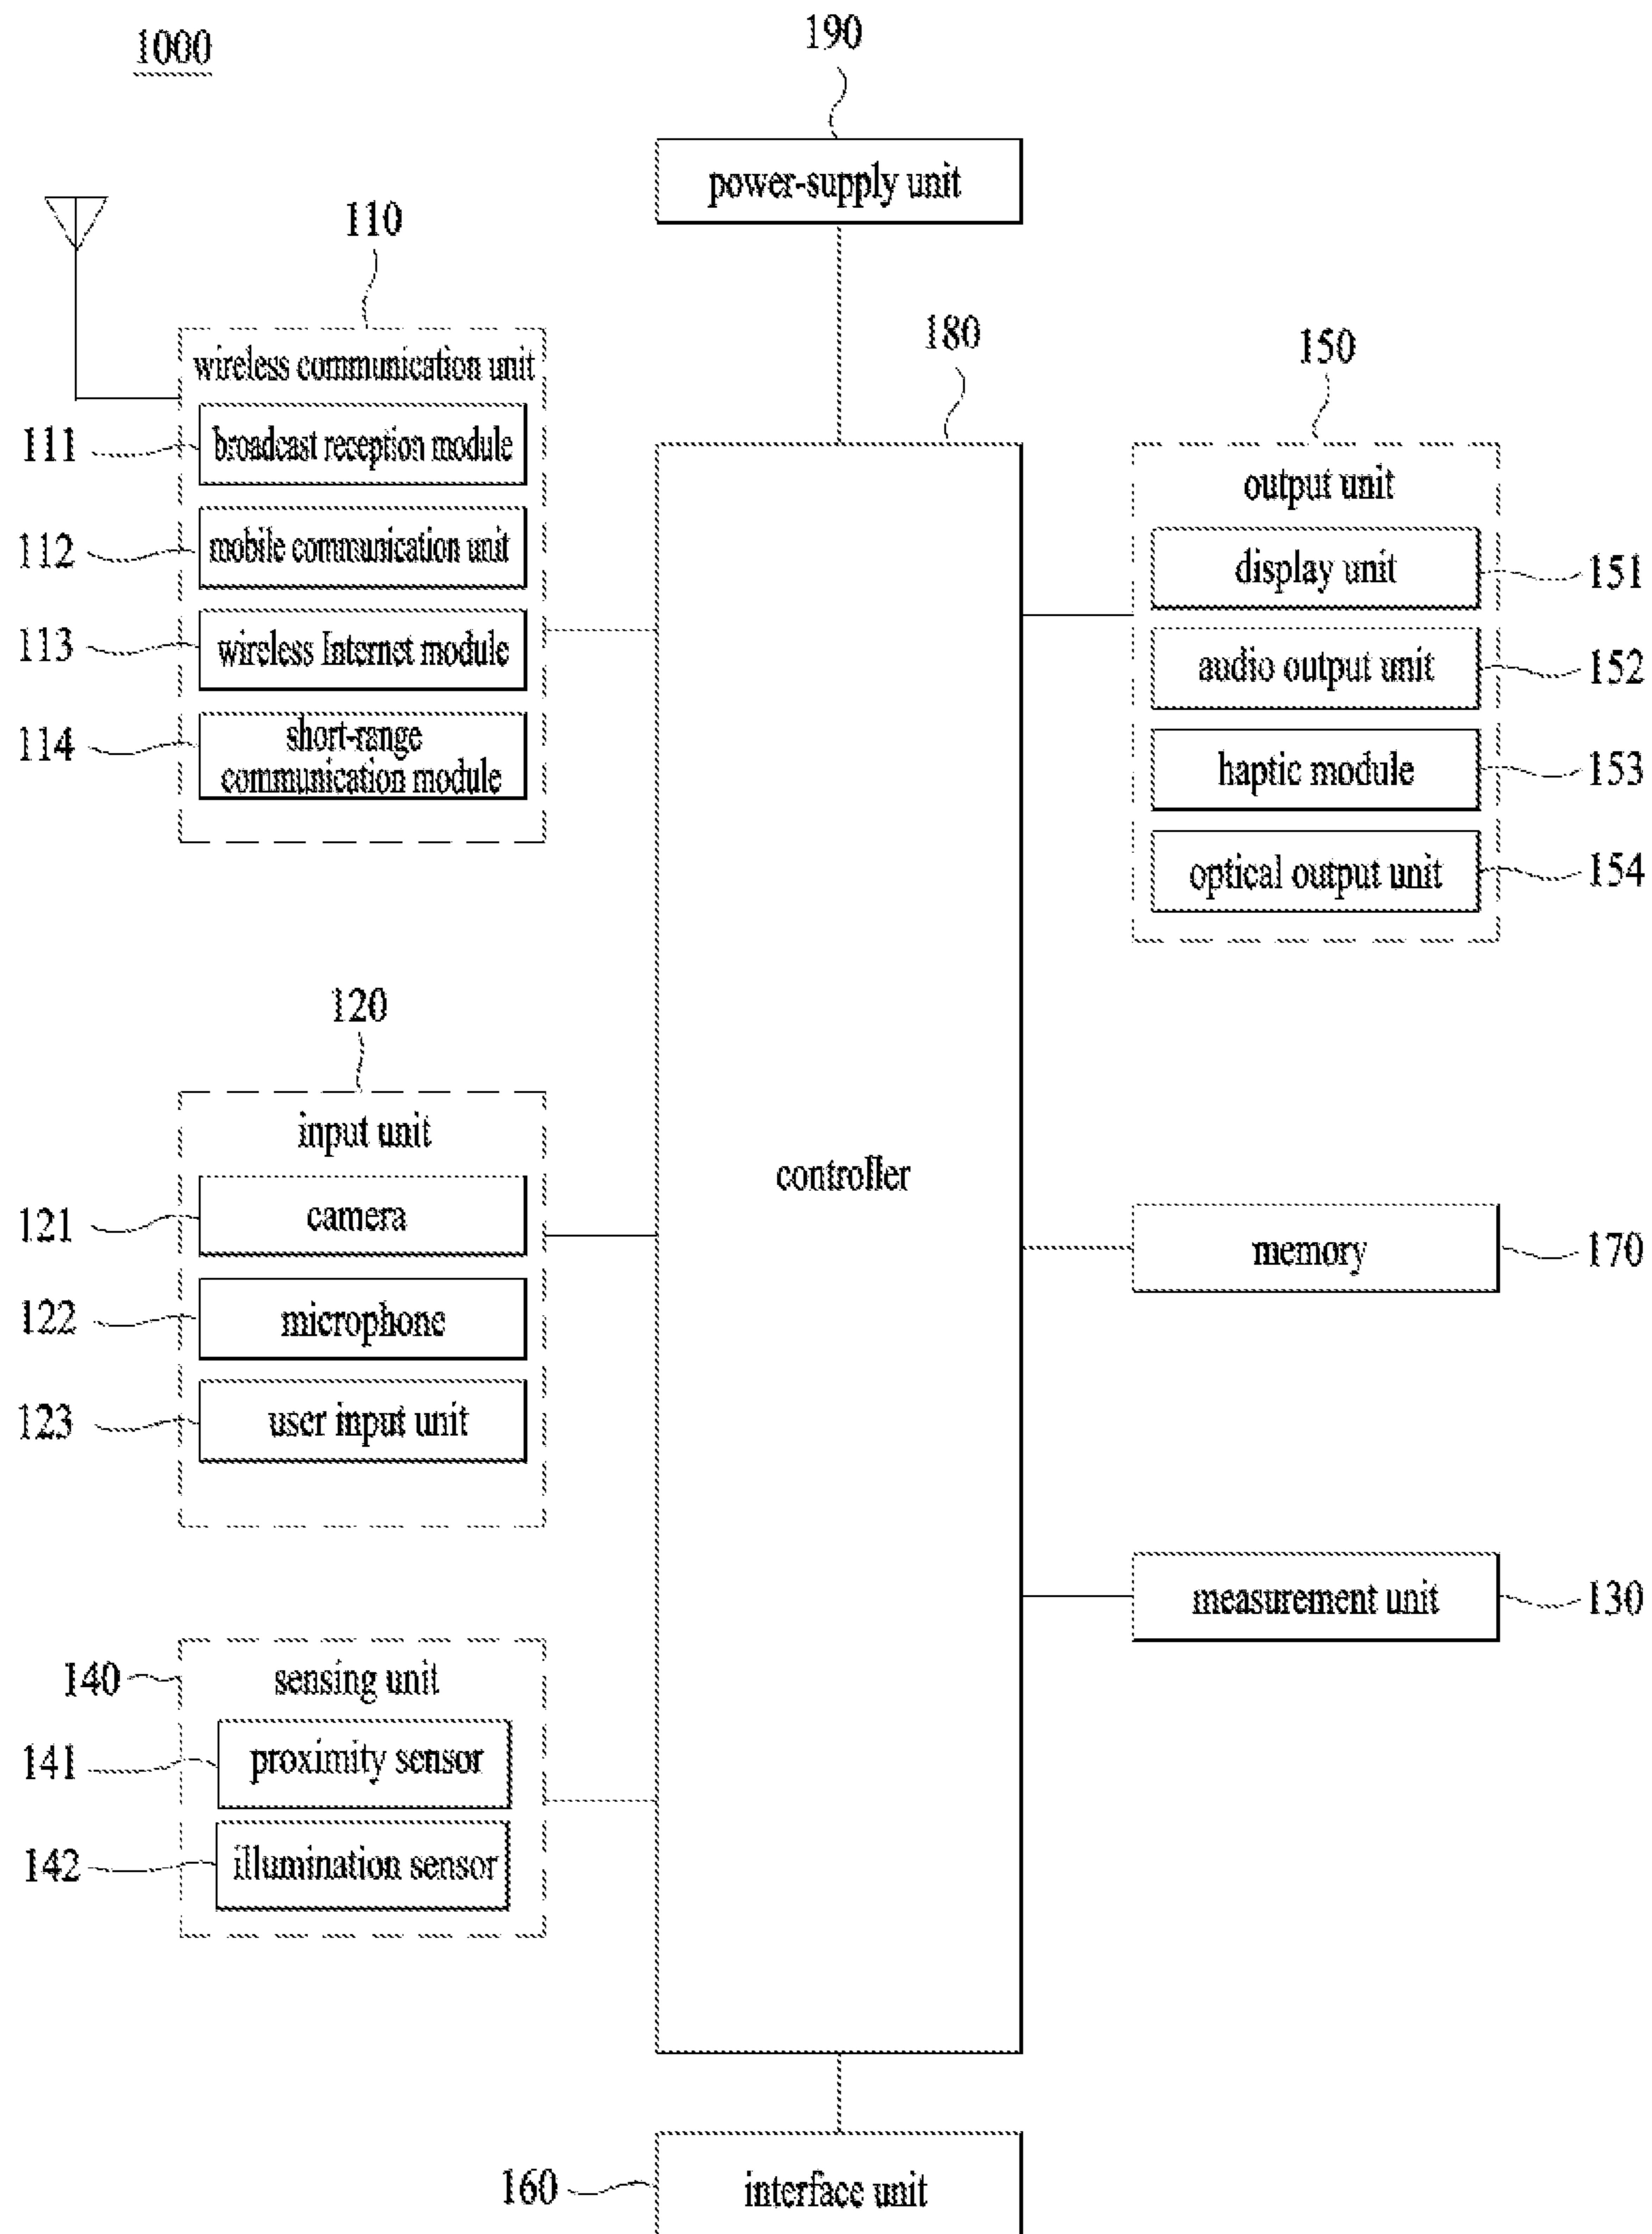 1000
190
power-supply unit
110
wireless communication unit
111
broadcast reception module
112
mobile communication unit
113
wireless Internet module
114
short-range
communication module
180
controller
150
output unit
display unit
151
audio output unit
152
haptic module
153
optical output unit
154
120
input unit
121
camera
122
microphone
123
user input unit
memory
170
measurement unit
130
140
sensing unit
141
proximity sensor
142
illumination sensor
160
interface unit